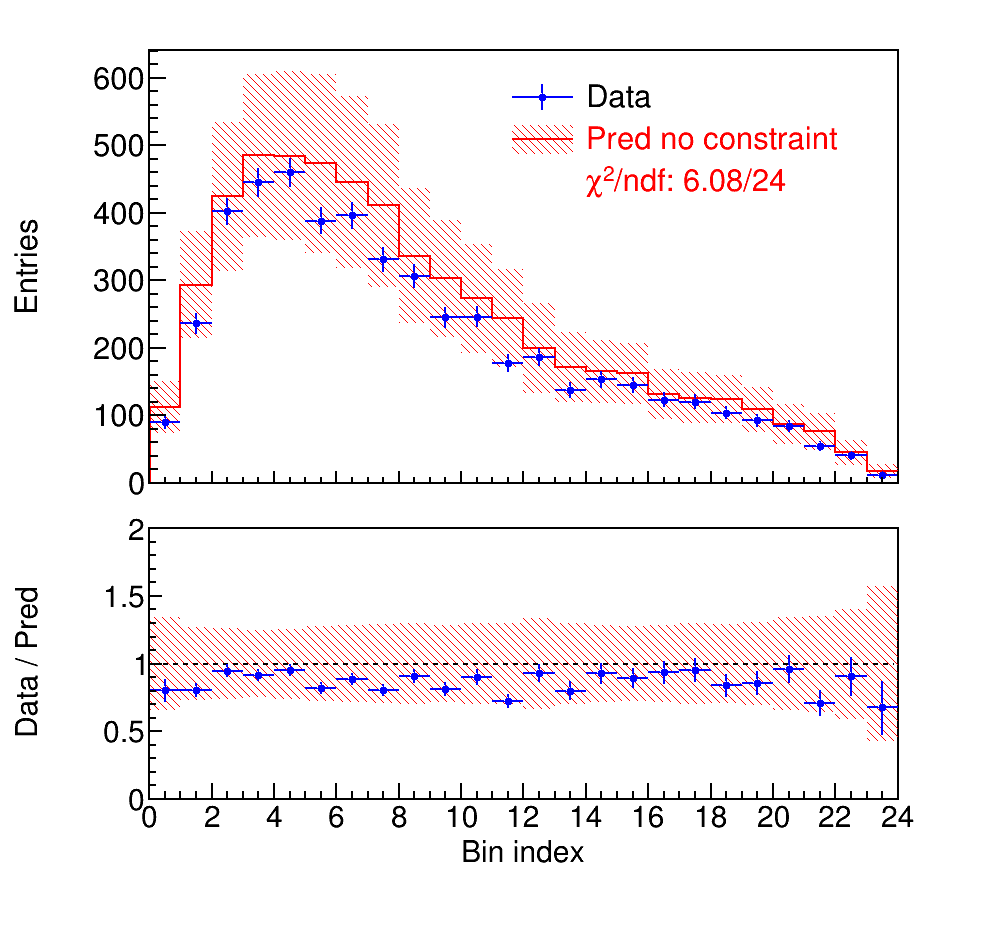 600
500
400
300
200
100
0
Entries
Data
Pred no constraint
χ²/ndf: 6.08/24
2
1.5
1
0.5
0
Data / Pred
0 2 4 6 8 10 12 14 16 18 20 22 24
Bin index